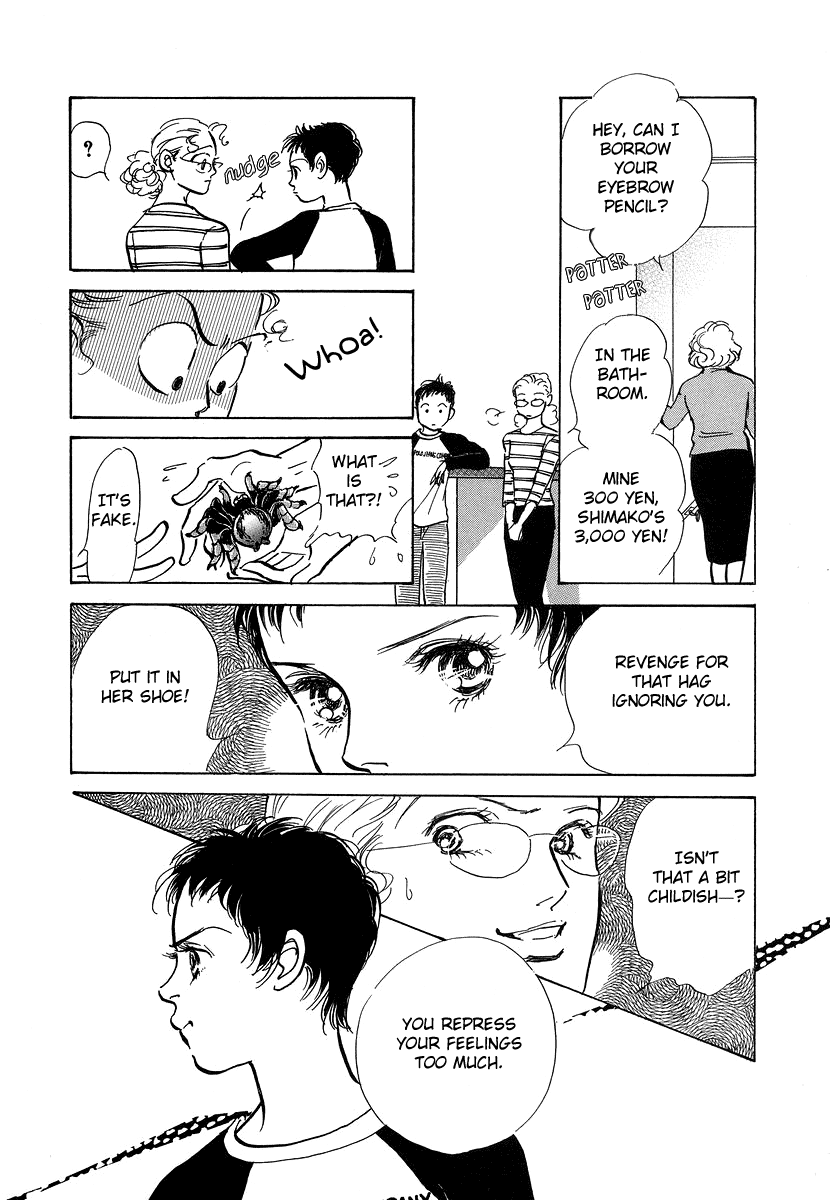 HEY, CAN I
BORROW
YOUR
EYEBROW
PENCIL?
PATTER
PATTER
IN THE
BATH-
ROOM.
MINE
300 YEN,
SHIMAKO'S
3,000 YEN!
?
nudge
Whoa!
WHAT
IS
THAT?!
IT'S
FAKE.
REVENGE FOR
THAT HAG
IGNORING YOU.
PUT IT IN
HER SHOE!
ISN'T
THAT A BIT
CHILDISH—?
YOU REPRESS
YOUR FEELINGS
TOO MUCH.